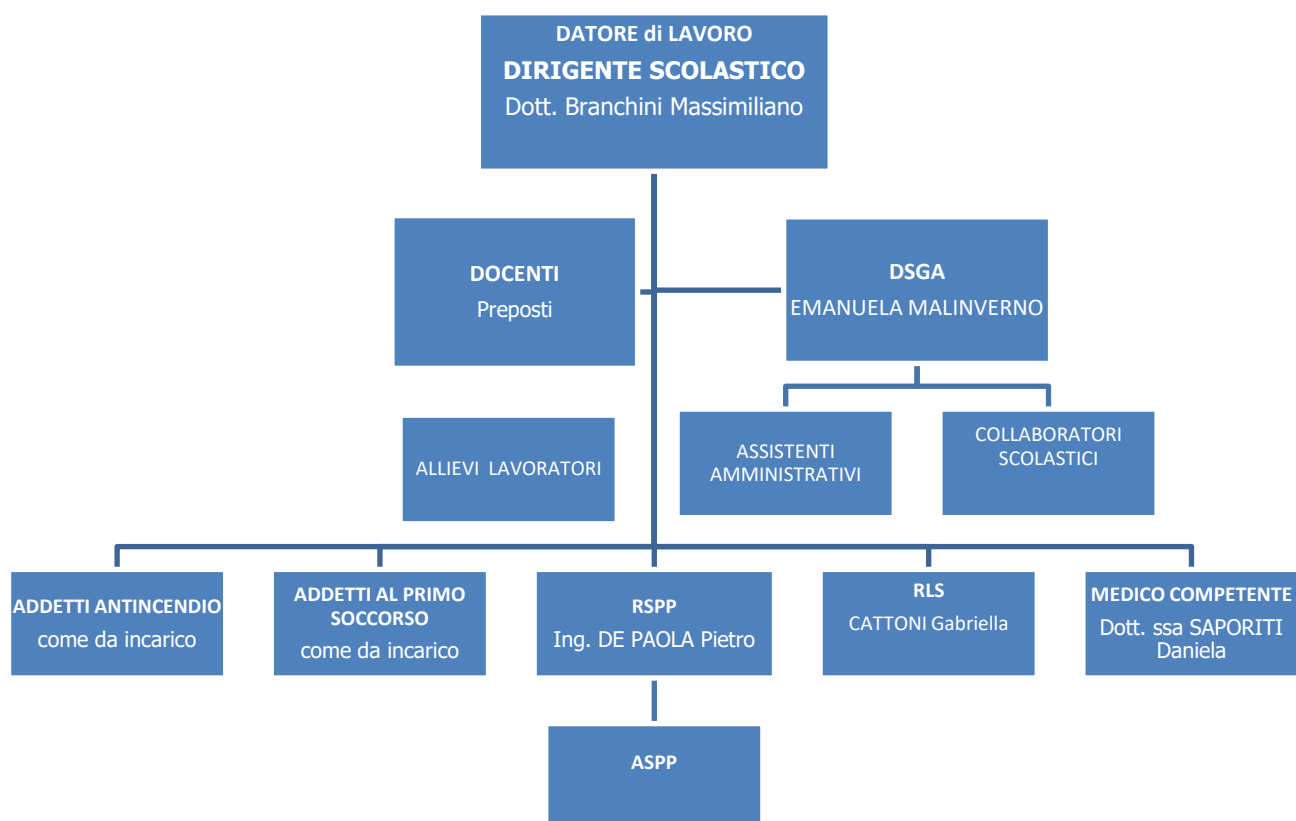 DATORE di LAVORO
DIRIGENTE SCOLASTICO
Dott. Branchini Massimiliano
DOCENTI
Preposti
DSGA
EMANUELA MALINVERNO
ALLIEVI LAVORATORI
ASSISTENTI
AMMINISTRATIVI
COLLABORATORI
SCOLASTICI
ADDETTI ANTINCENDIO
come da incarico
ADDETTI AL PRIMO
SOCCORSO
come da incarico
RSPP
Ing. DE PAOLA Pietro
RLS
CATTONI Gabriella
MEDICO COMPETENTE
Dott. ssa SAPORITI
Daniela
ASPP